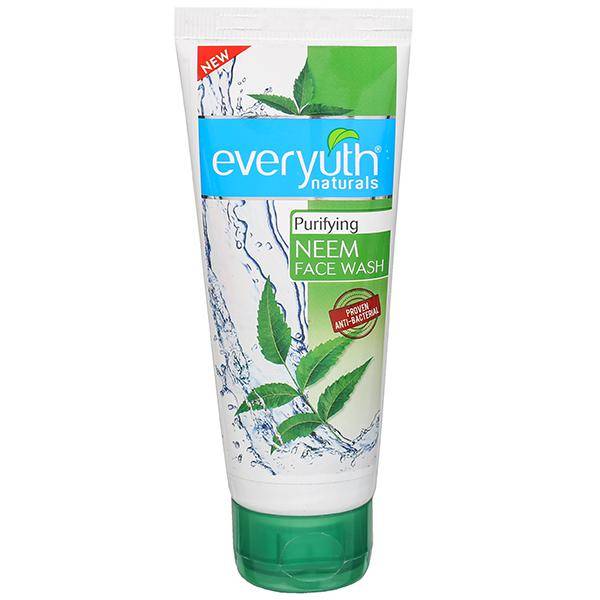 NEW
everyuth®
naturals
Purifying
NEEM
FACE WASH
PROVEN
ANTI-BACTERIAL